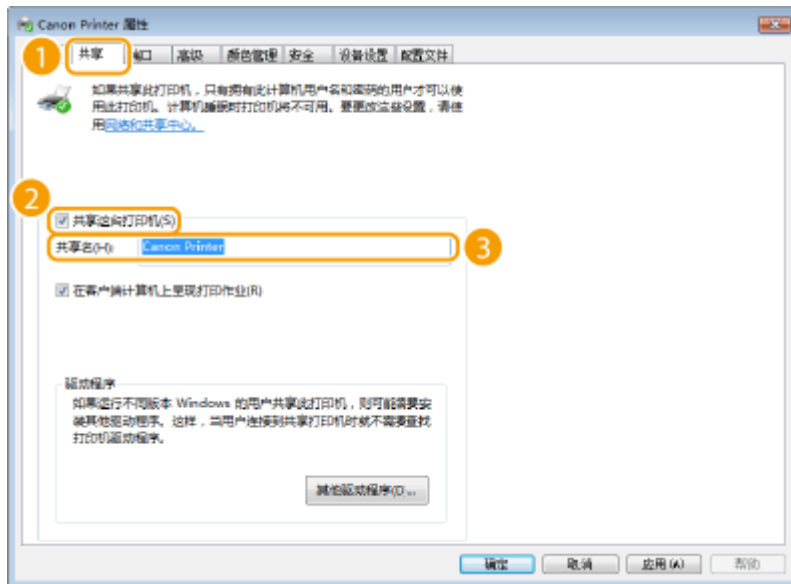 Canon Printer 属性
1
共享 端口 高级 颜色管理 安全 设备设置 配置文件
如果共享此打印机，只有拥有此计算机用户名和密码的用户才可以使
用此打印机。计算机睡眠时打印机将不可用。要更改这些设置，请使
用网络和共享中心。
2
共享这台打印机(S)
共享名(H): Canon Printer
3
在客户端计算机上呈现打印作业(R)
驱动程序
如果运行不同版本 Windows 的用户共享此打印机，则可能需要安
装其他驱动程序。这样，当用户连接到共享打印机时就不需要查找
打印机驱动程序。
其他驱动程序(D)...
确定 取消 应用(A) 帮助